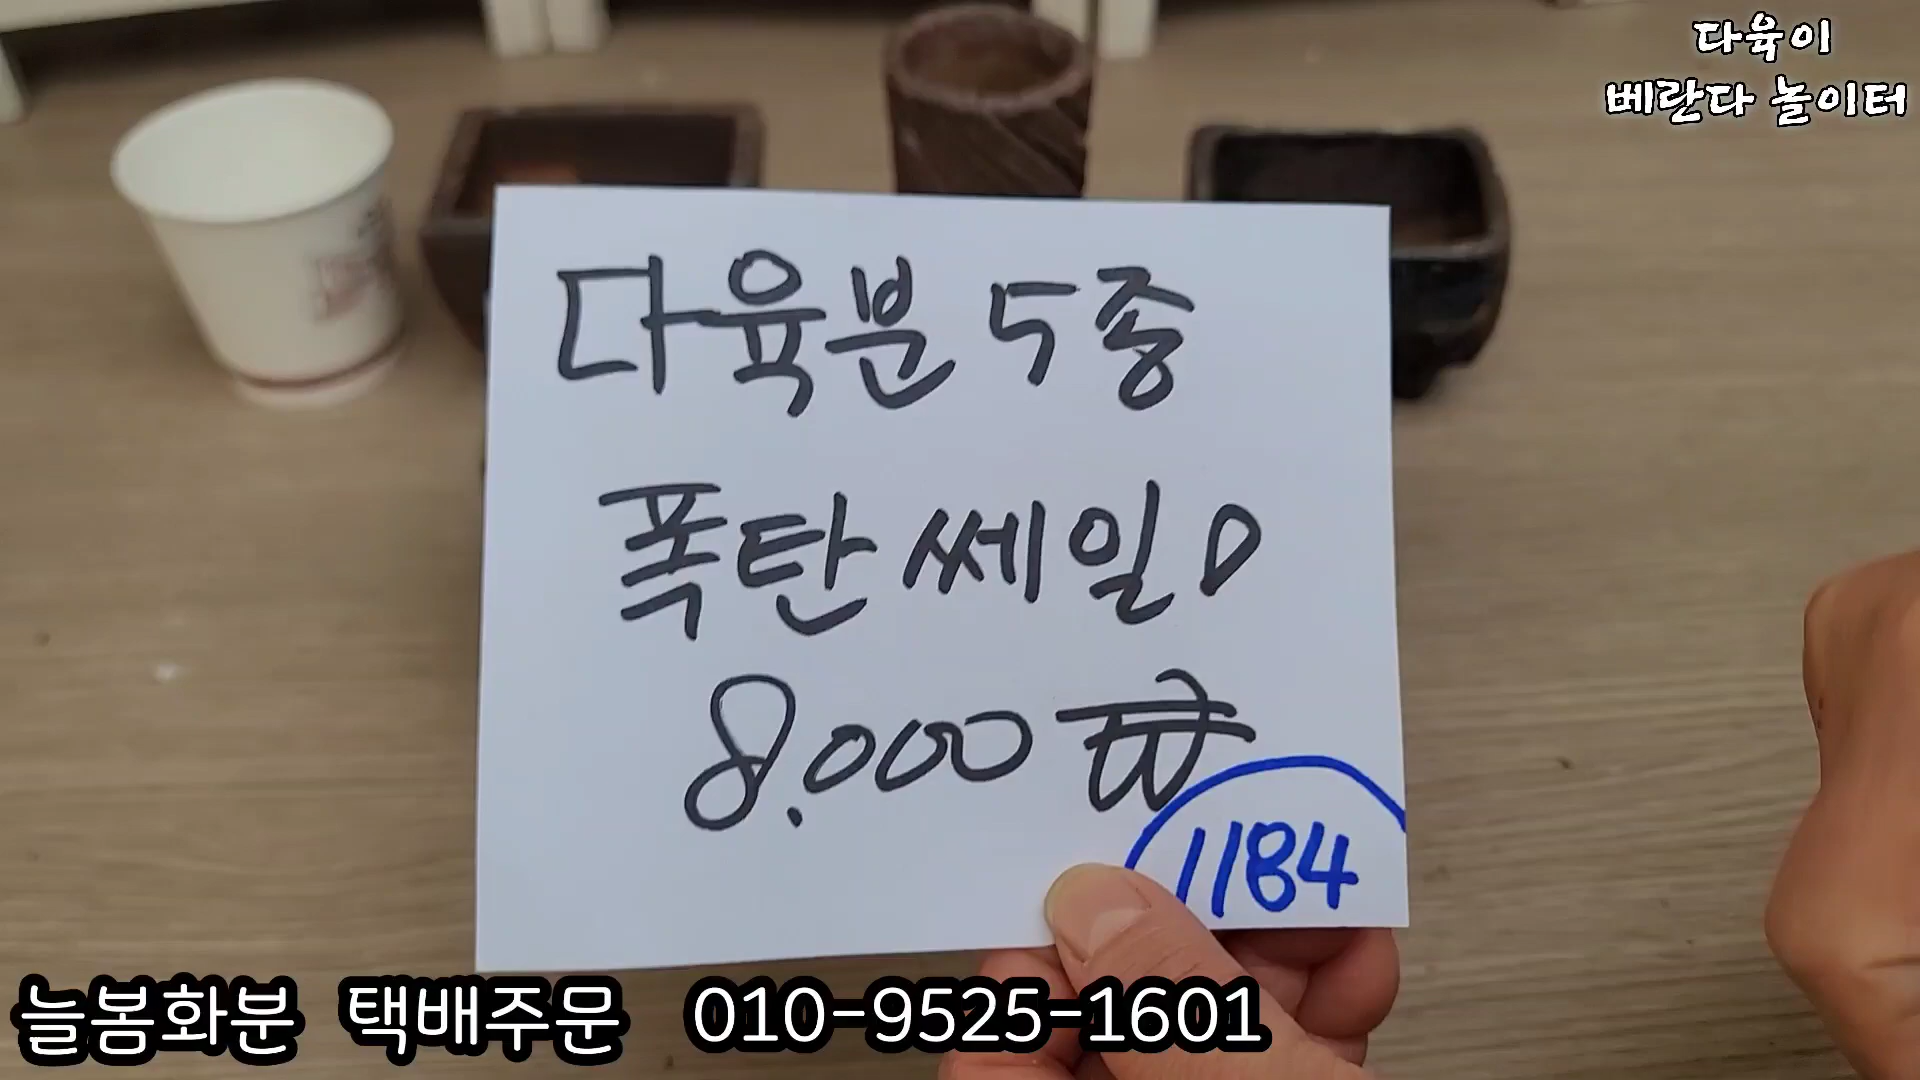 다육이
베란다 놀이터
다육분 5종
폭탄쎄일
8.000₩
1184
늘봄화분 택배주문 010-9525-1601